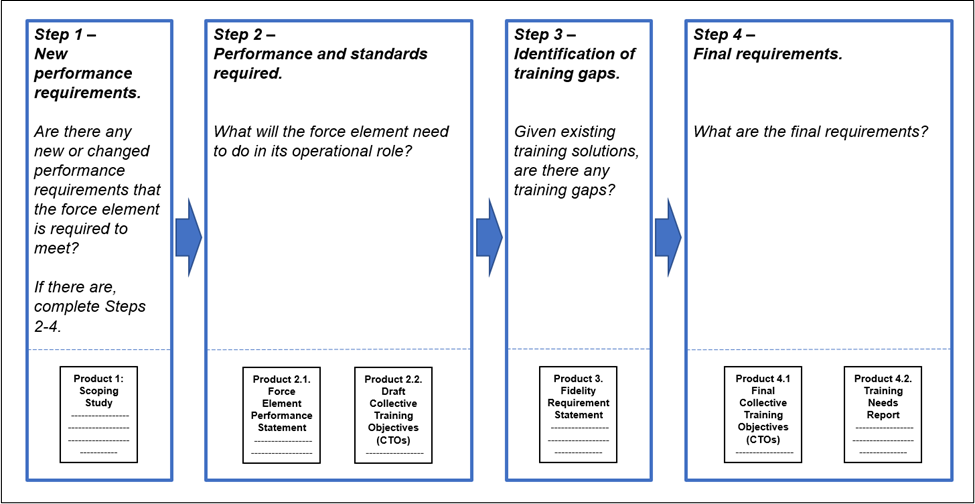 Step 1 –
New
performance
requirements.
Are there any
new or changed
performance
requirements that
the force element
is required to
meet?
If there are,
complete Steps
2-4.
Product 1:
Scoping
Study
Step 2 –
Performance and standards
required.
What will the force element need
to do in its operational role?
Product 2.1.
Force
Element
Performance
Statement
Product 2.2.
Draft
Collective
Training
Objectives
(CTOs)
Step 3 –
Identification of
training gaps.
Given existing
training solutions,
are there any
training gaps?
Product 3.
Fidelity
Requirement
Statement
Step 4 –
Final requirements.
What are the final requirements?
Product 4.1
Final
Collective
Training
Objectives
(CTOs)
Product 4.2.
Training
Needs
Report